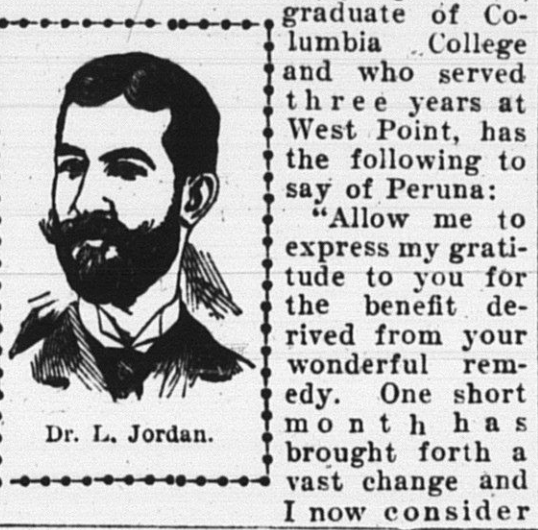 graduate of Co-
lumbia College
and who served
three years at
West Point, has
the following to
say of Peruna:
"Allow me to
express my grati-
tude to you for
the benefit de-
rived from your
wonderful rem-
edy. One short
month has
brought forth a
vast change and
I now consider
Dr. L. Jordan.